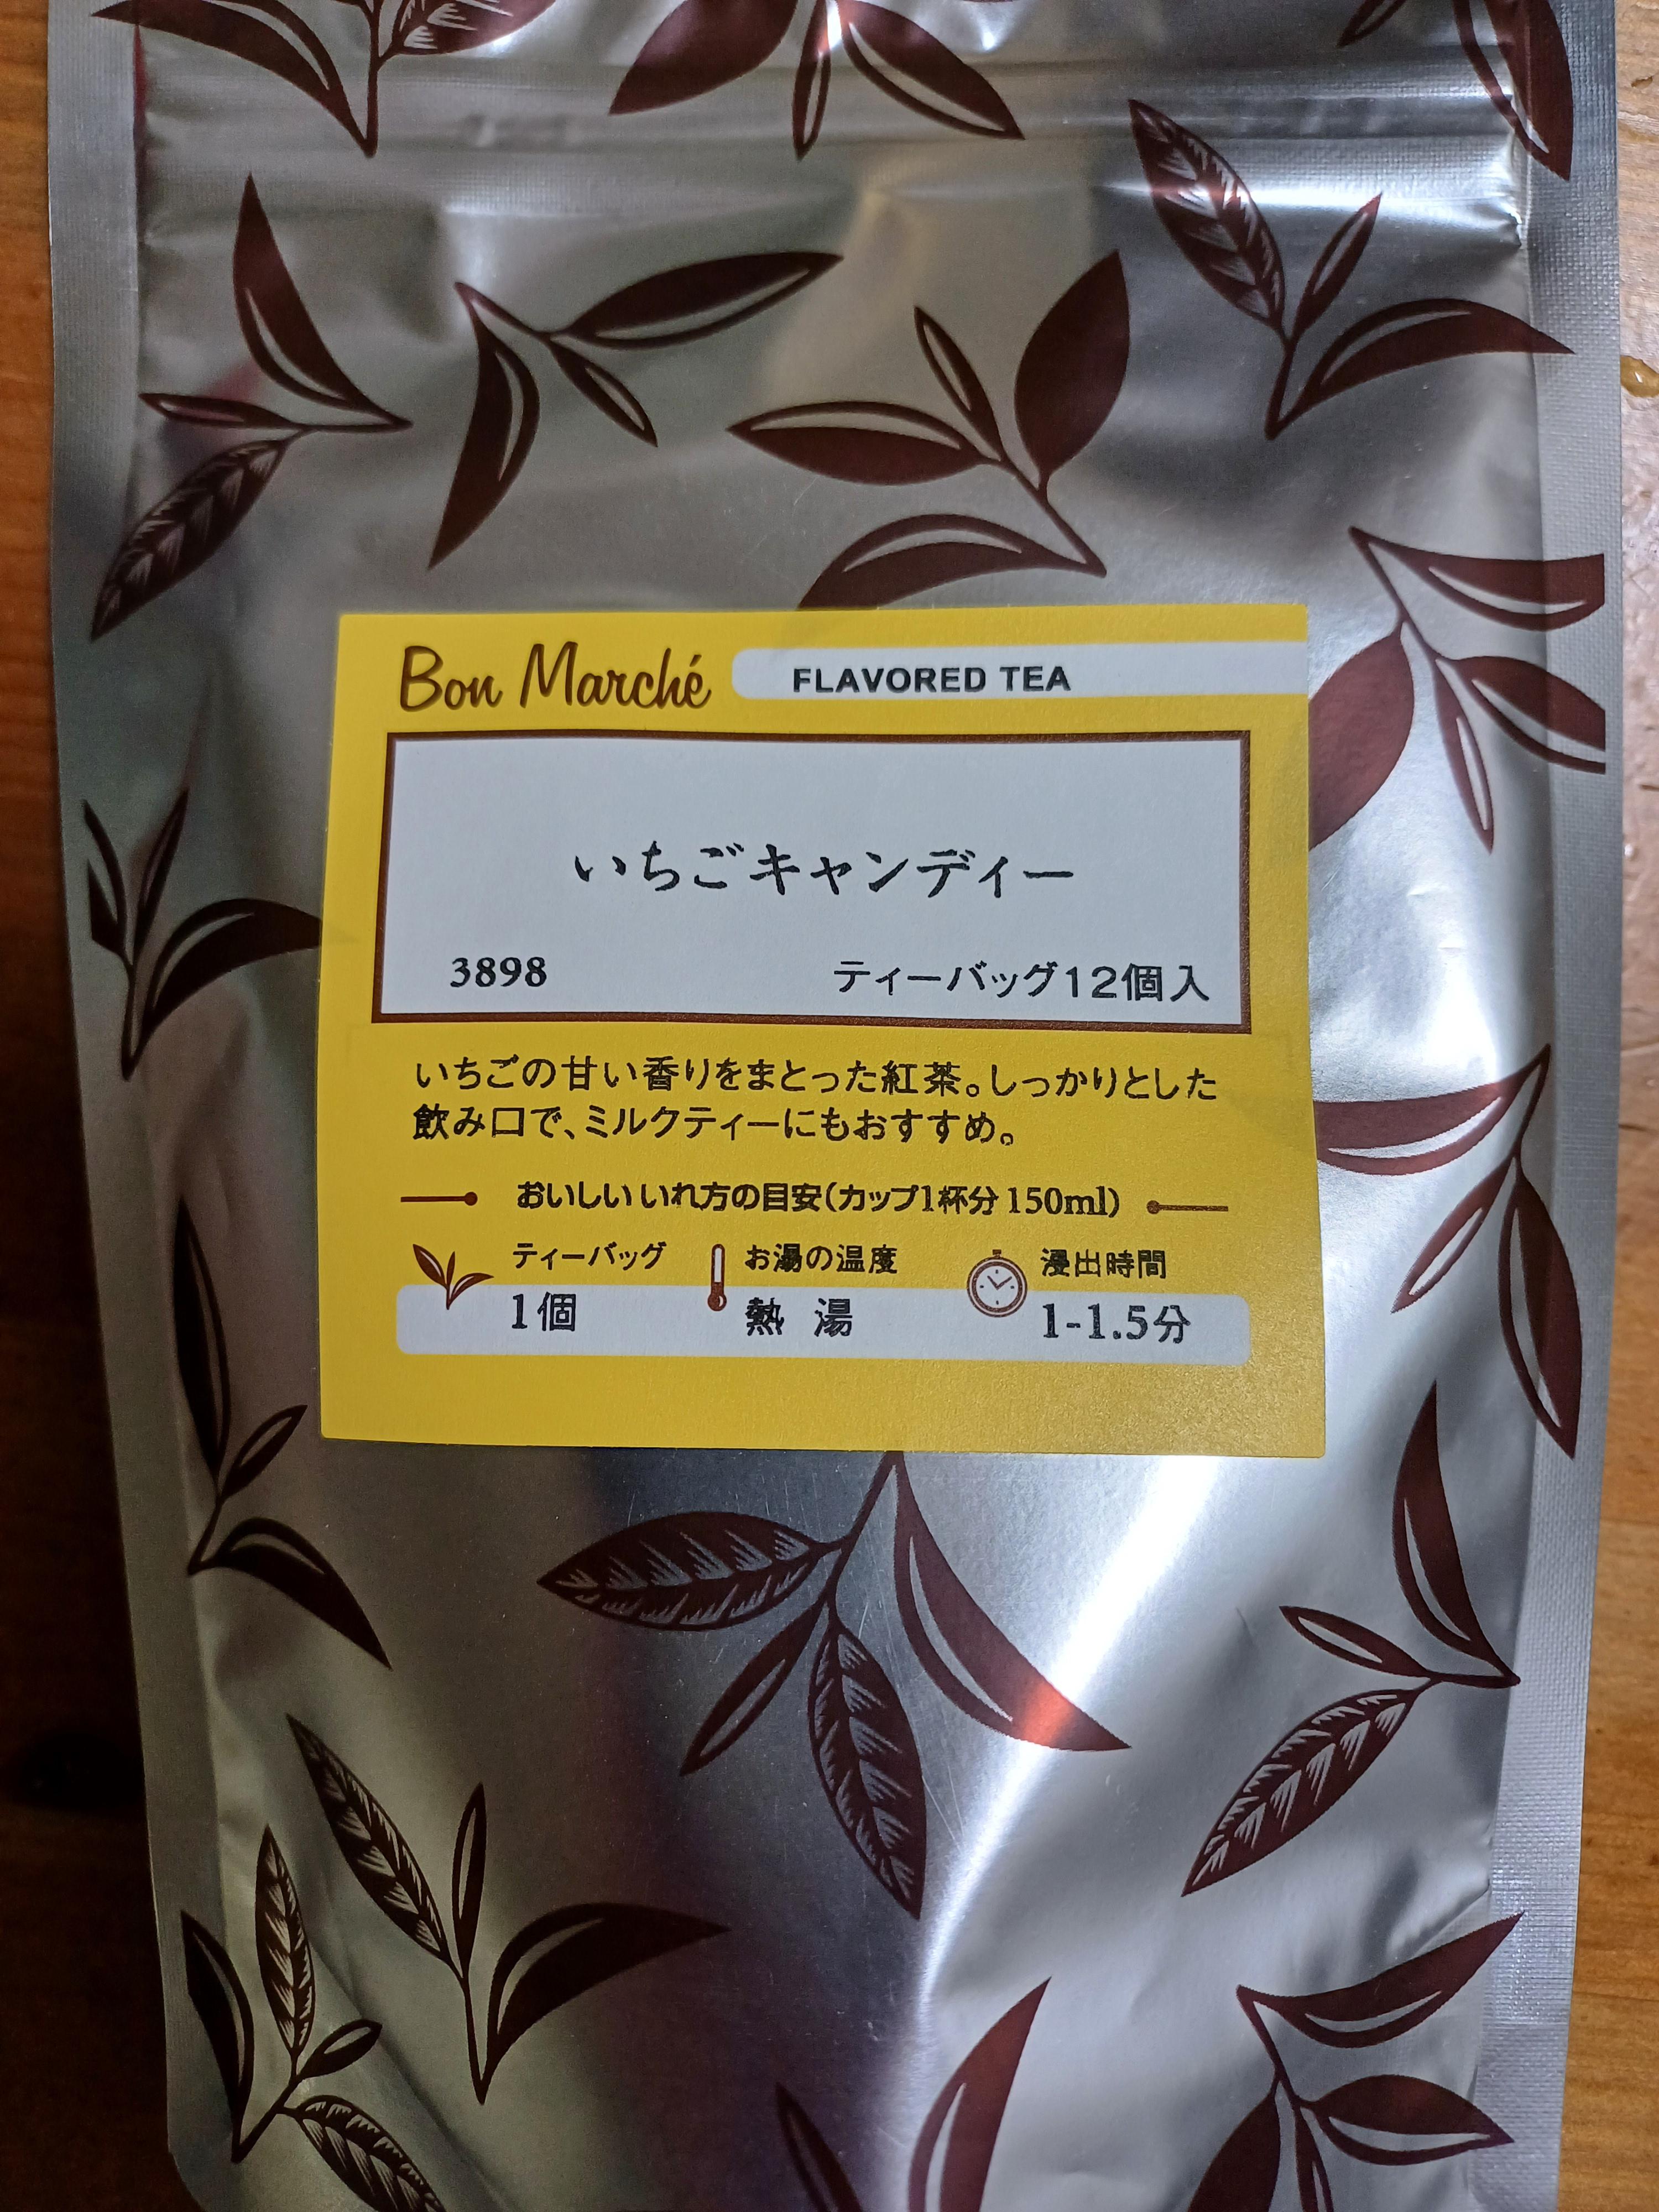 Bon Marché FLAVORED TEA
いちごキャンディー
3898 ティーバッグ12個入
いちごの甘い香りをまとった紅茶。しっかりとした
飲み口で、ミルクティーにもおすすめ。
おいしいいれ方の目安(カップ1杯分 150ml)
ティーバッグ お湯の温度 浸出時間
1個 熱湯 1-1.5分